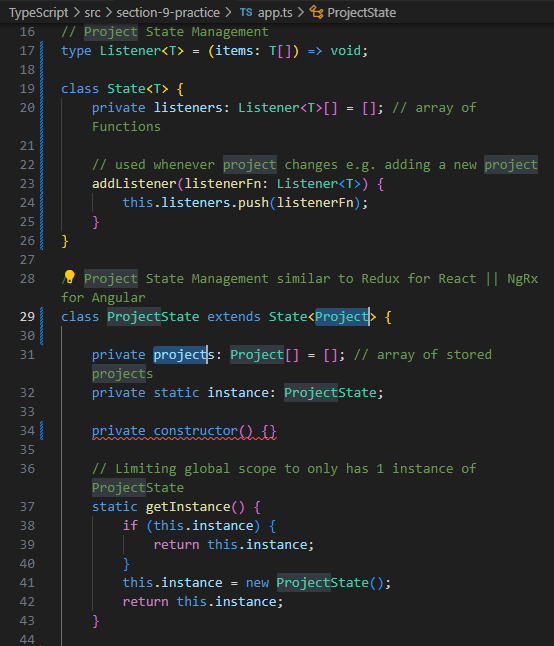 TypeScript > src > section-9-practice > TS app.ts > ProjectState
16 // Project State Management
17 type Listener<T> = (items: T[]) => void;
18
19 class State<T> {
20 private listeners: Listener<T>[] = []; // array of
Functions
21
22 // used whenever project changes e.g. adding a new project
23 addListener(listenerFn: Listener<T>) {
24 this.listeners.push(listenerFn);
25 }
26 }
27
28 / Project State Management similar to Redux for React || NgRx
for Angular
29 class ProjectState extends State<Project> {
30
31 private projects: Project[] = []; // array of stored
projects
32 private static instance: ProjectState;
33
34 private constructor() {}
35
36 // Limiting global scope to only has 1 instance of
ProjectState
37 static getInstance() {
38 if (this.instance) {
39 return this.instance;
40 }
41 this.instance = new ProjectState();
42 return this.instance;
43 }
44